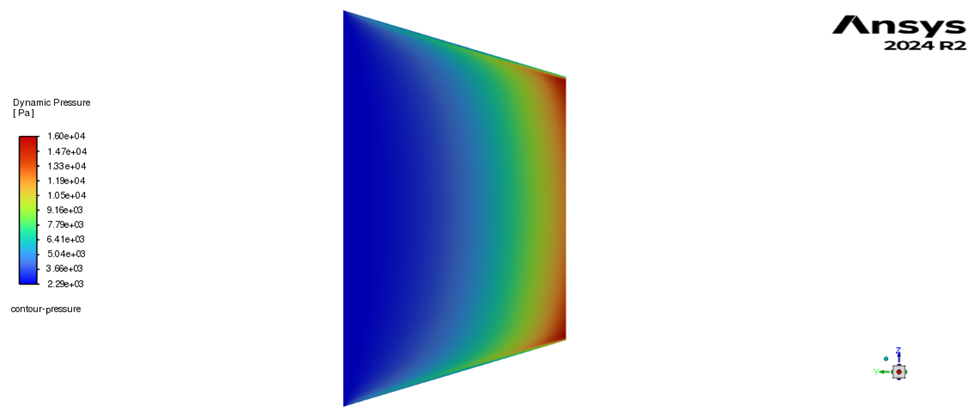 Ansys
2024 R2
Dynamic Pressure
[ Pa]
1.60e+04
1.47e+04
1.33e+04
1.19e+04
1.05e+04
9.16e+03
7.79e+03
6.41e+03
5.04e+03
3.66e+03
2.29e+03
contour-pressure
Z
Y